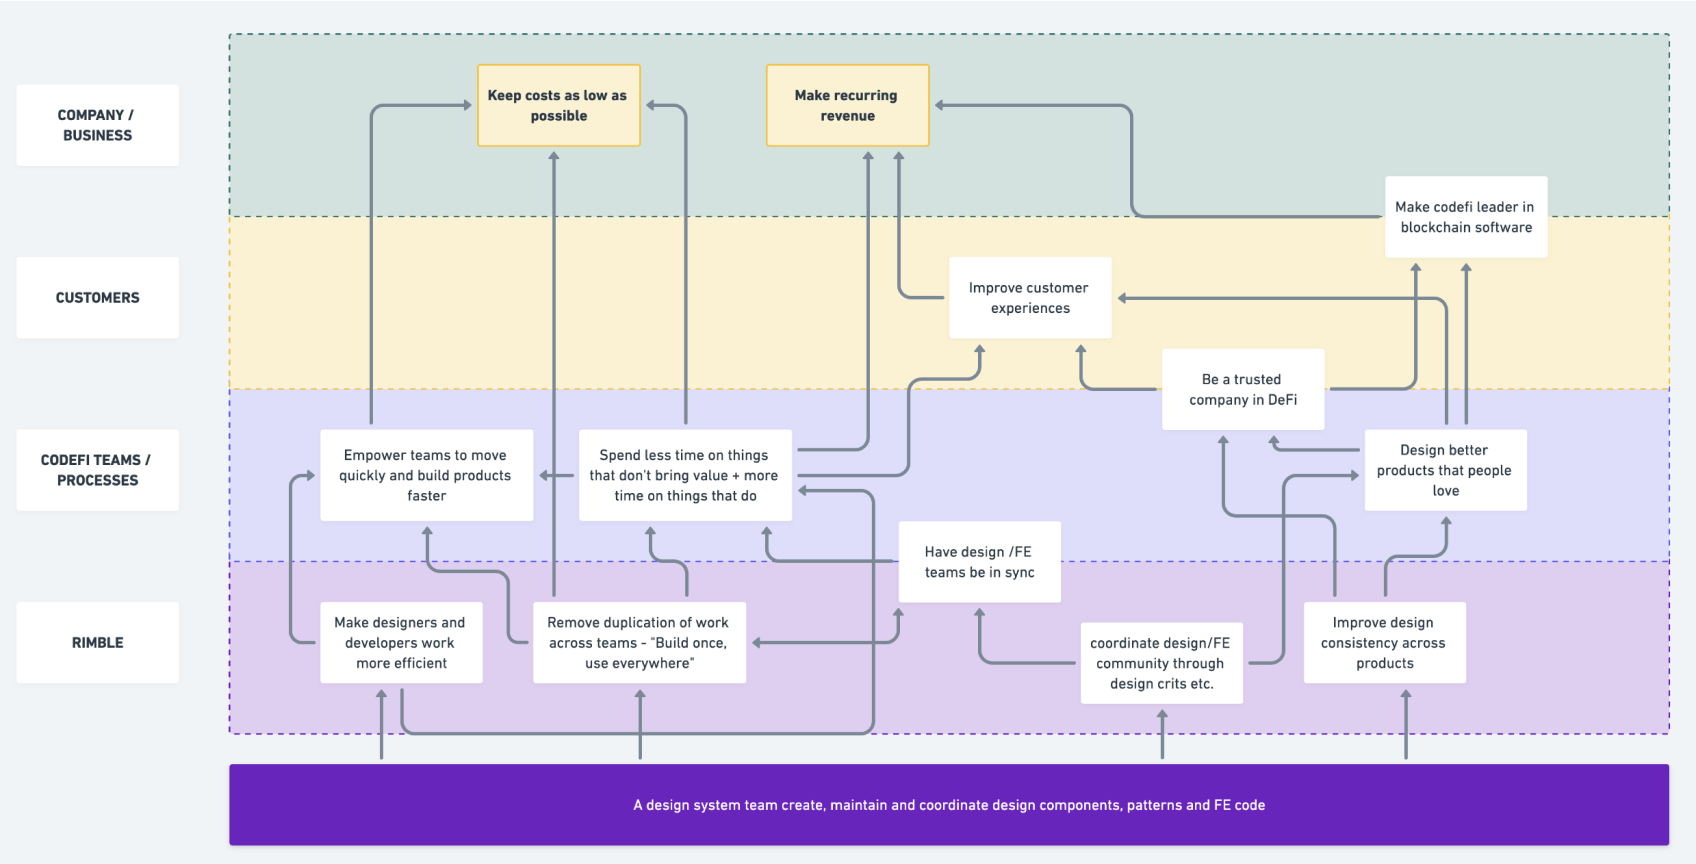 COMPANY /
BUSINESS
Keep costs as low as
possible
Make recurring
revenue
Make codefi leader in
blockchain software
CUSTOMERS
Improve customer
experiences
Be a trusted
company in DeFi
CODEFI TEAMS /
PROCESSES
Empower teams to move
quickly and build products
faster
Spend less time on things
that don't bring value + more
time on things that do
Design better
products that people
love
Have design /FE
teams be in sync
RIMBLE
Make designers and
developers work
more efficient
Remove duplication of work
across teams - "Build once,
use everywhere"
coordinate design/FE
community through
design crits etc.
Improve design
consistency across
products
A design system team create, maintain and coordinate design components, patterns and FE code